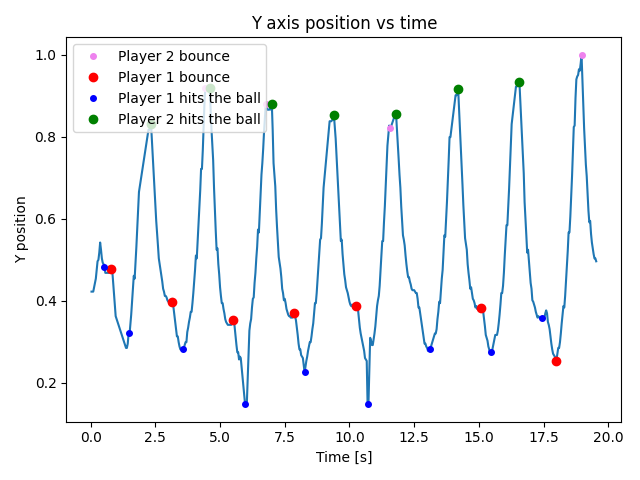 Y axis position vs time
Player 2 bounce
Player 1 bounce
Player 1 hits the ball
Player 2 hits the ball
Y position
1.0
0.8
0.6
0.4
0.2
0.0 2.5 5.0 7.5 10.0 12.5 15.0 17.5 20.0
Time [s]